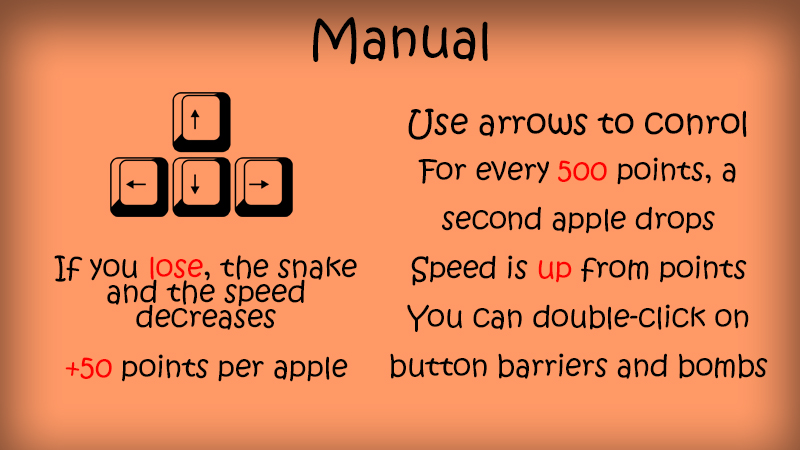 Manual
↑
← ↓ →
If you lose, the snake
and the speed
decreases
+50 points per apple
Use arrows to conrol
For every 500 points, a
second apple drops
Speed is up from points
You can double-click on
button barriers and bombs